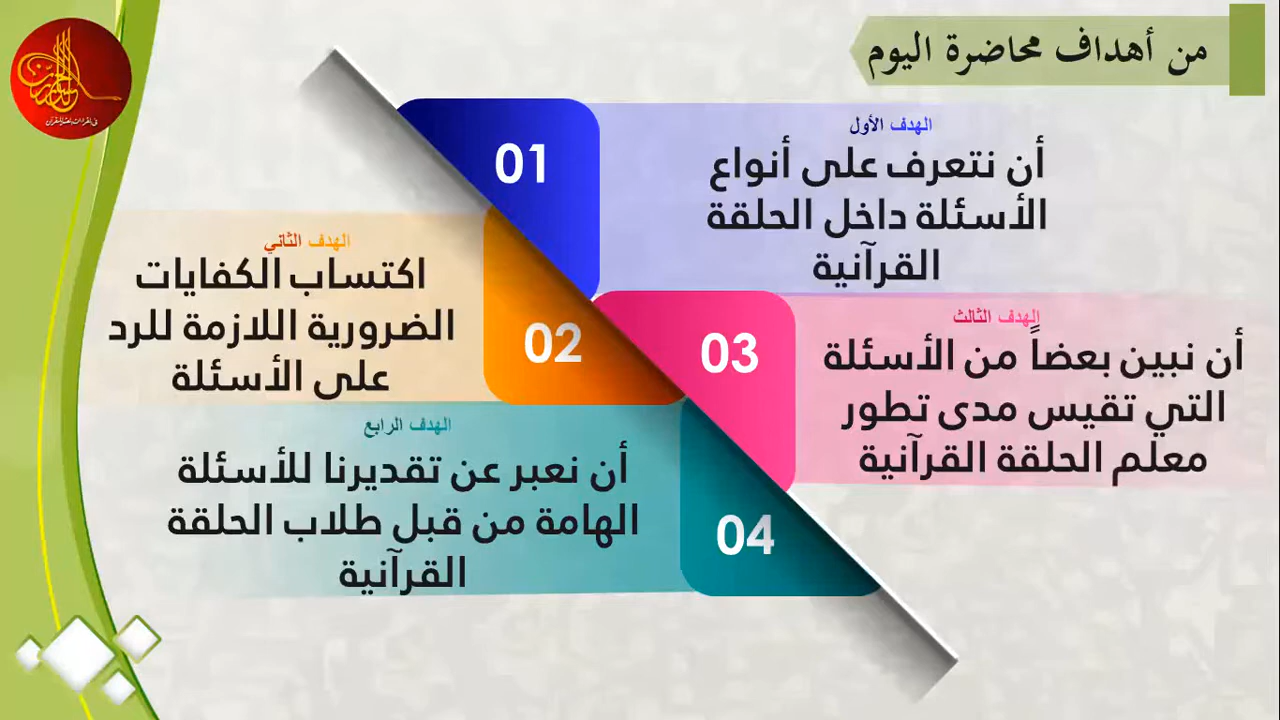 من أهداف محاضرة اليوم
الهدف الأول
01
أن نتعرف على أنواع
الأسئلة داخل الحلقة
القرآنية
الهدف الثاني
02
اكتساب الكفايات
الضرورية اللازمة للرد
على الأسئلة
الهدف الثالث
03
أن نبين بعضاً من الأسئلة
التي تقيس مدى تطور
معلم الحلقة القرآنية
الهدف الرابع
04
أن نعبر عن تقديرنا للأسئلة
الهامة من قبل طلاب الحلقة
القرآنية